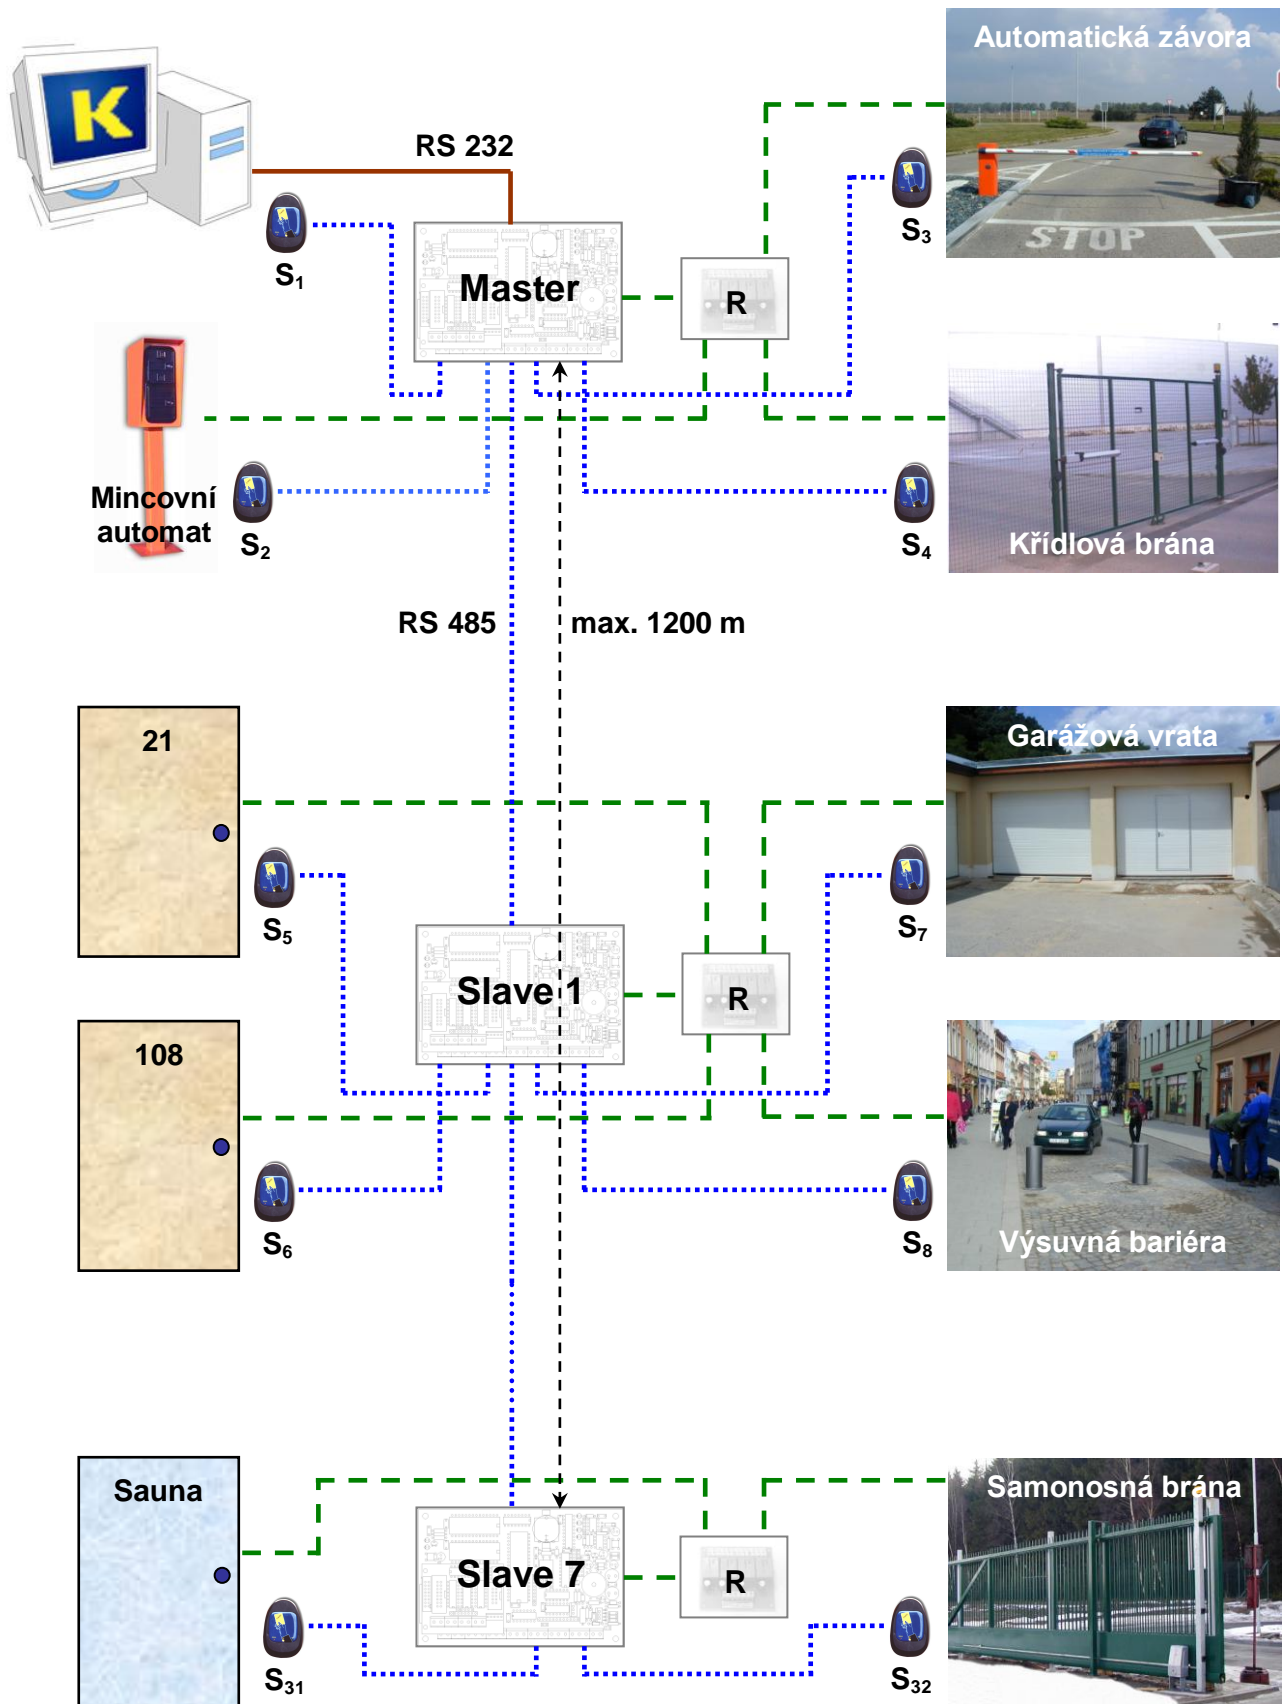 Automatická závora
K
RS 232
S1
S3
STOP
Master
R
Mincovní
automat
S2
S4
Křídlová brána
RS 485
max. 1200 m
21
Garážová vrata
S5
S7
Slave 1
R
108
S6
S8
Výsuvná bariéra
Sauna
Samonosná brána
Slave 7
R
S31
S32